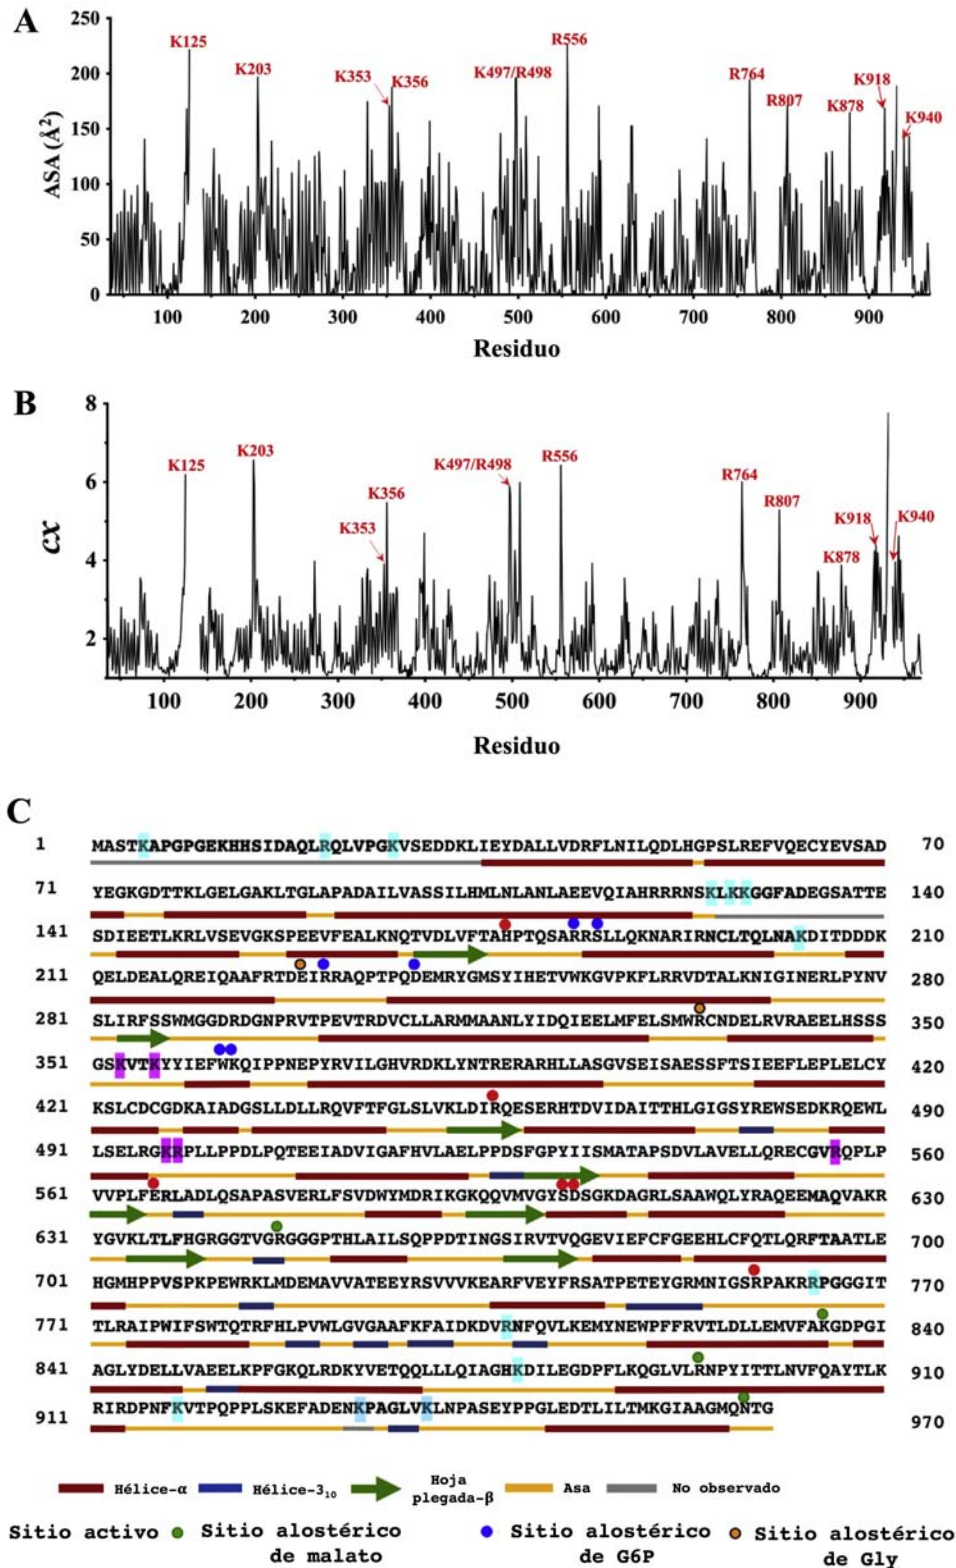 A
250
200
150
100
50
0
ASA (Å²)
K125
K203
K353
K356
K497/R498
R556
R764
R807
K878
K918
K940
100 200 300 400 500 600 700 800 900
Residuo
B
8
6
4
2
cx
K125
K203
K353
K356
K497/R498
R556
R764
R807
K878
K918
K940
100 200 300 400 500 600 700 800 900
Residuo
C
1 MASTKAPGPGEKHHSIDAQLRQLVPGKVSEDDKLIEYDALLVDRFLNILQDLHGPSLREFVQECYEVSAD 70
71 YEGKGDTTKLGELGAKLTGLAPADAILVASSILHMLNLANLAEEVQIAHRRRNSKLKKGGFADEGSATTE 140
141 SDIEETLKRLVSEVGKSPEEVFEALKNQTVDLVFTAHPTQSARRSLLQKNARIRNCLTQLNAKDITDDDK 210
211 QELDEALQREIQAAFRTDEIRRAQPTPQDEMRYGMSYIHETVWKGVPKFLRRVDTALKNIGINERLPYNV 280
281 SLIRFSSWMGGDRDGNPRVTPEVTRDVCLLARMMAANLYIDQIEELMFELSMWRCNDELRVRAEELHSSS 350
351 GSKVTKYYIEFWKQIPPNEPYRVILGHVRDKLYNTRERARHLLASGVSEISAESSFTSIEEFLEPLELCY 420
421 KSLCDCGDKAIADGSLLDLLRQVFTFGLSLVKLDIRQESERHTDVIDAITTHLGIGSYREWSEDKRQEWL 490
491 LSELRGKRPLLPPDLPQTEEIADVIGAFHVLAELPPDSFGPYIISMATAPSDVLAVELLQRECGVRQPLP 560
561 VVPLFERLADLQSAPASVERLFSVDWYMDRIKGKQQVMVGYSDSGKDAGRLSAAWQLYRAQEEMAQVAKR 630
631 YGVKLTLFHGRGGTVGRGGGPTHLAILSQPPDTINGSIRVTVQGEVIEFCFGEEHLCFQTLQRFTAATLE 700
701 HGMHPPVSPKPEWRKLMDEMAVVATEEYRSVVVKEARFVEYFRSATPETEYGRMNIGSRPAKRRPGGGIT 770
771 TLRAIPWIFSWTQTRFHLPVWLGVGAAFKFAIDKDVRNFQVLKEMYNEWPFFRVTLDLLEMVFAKGDPGI 840
841 AGLYDELLVAEELKPFGKQLRDKYVETQQLLLQIAGHKDILEGDPFLKQGLVLRNPYITTLNVFQAYTLK 910
911 RIRDPNFKVTPQPPLSKEFADENKPAGLVKLNPASEYPPGLEDTLILTMKGIAAGMQNTG 970
Hélice-α Hélice-3₁₀ Hoja plegada-β Asa No observado
Sitio activo Sitio alostérico de malato Sitio alostérico de G6P Sitio alostérico de Gly